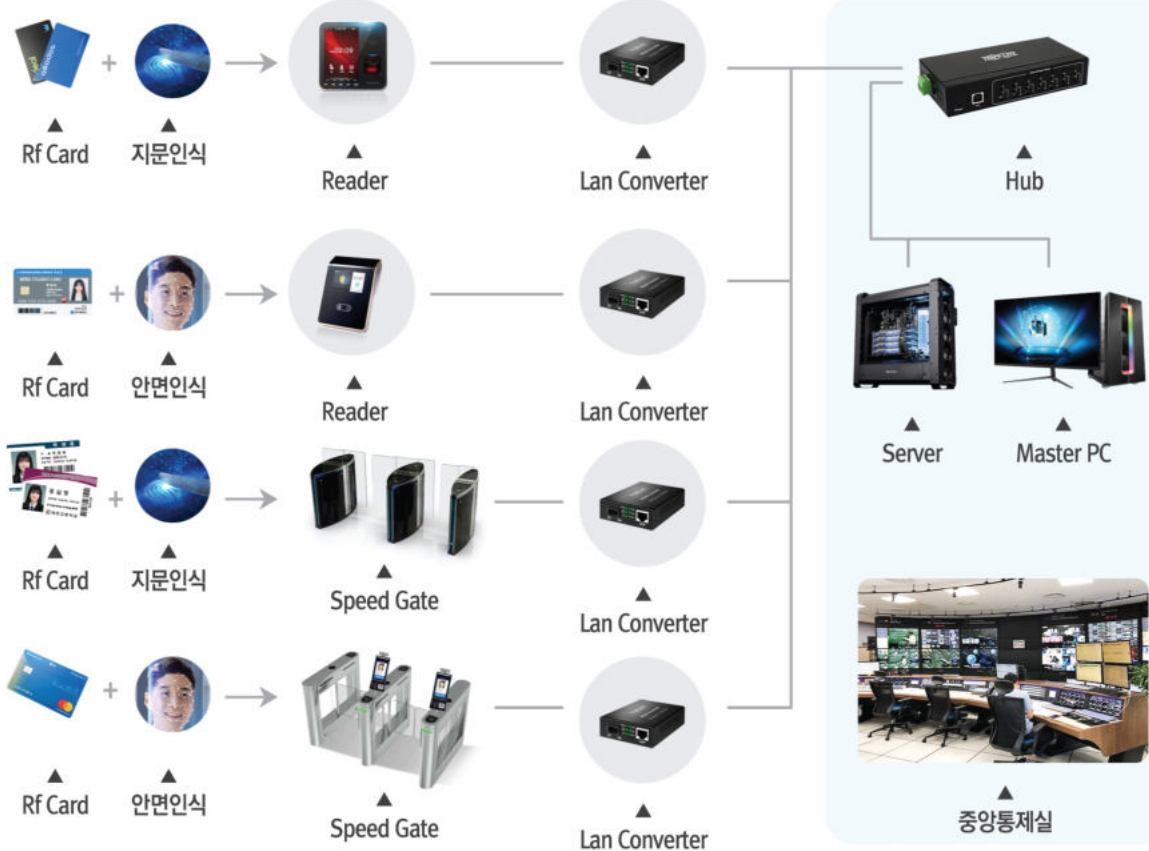 Rf Card
지문인식
Reader
Lan Converter
Hub
Rf Card
안면인식
Reader
Lan Converter
Server
Master PC
Rf Card
지문인식
Speed Gate
Lan Converter
Rf Card
안면인식
Speed Gate
Lan Converter
중앙통제실